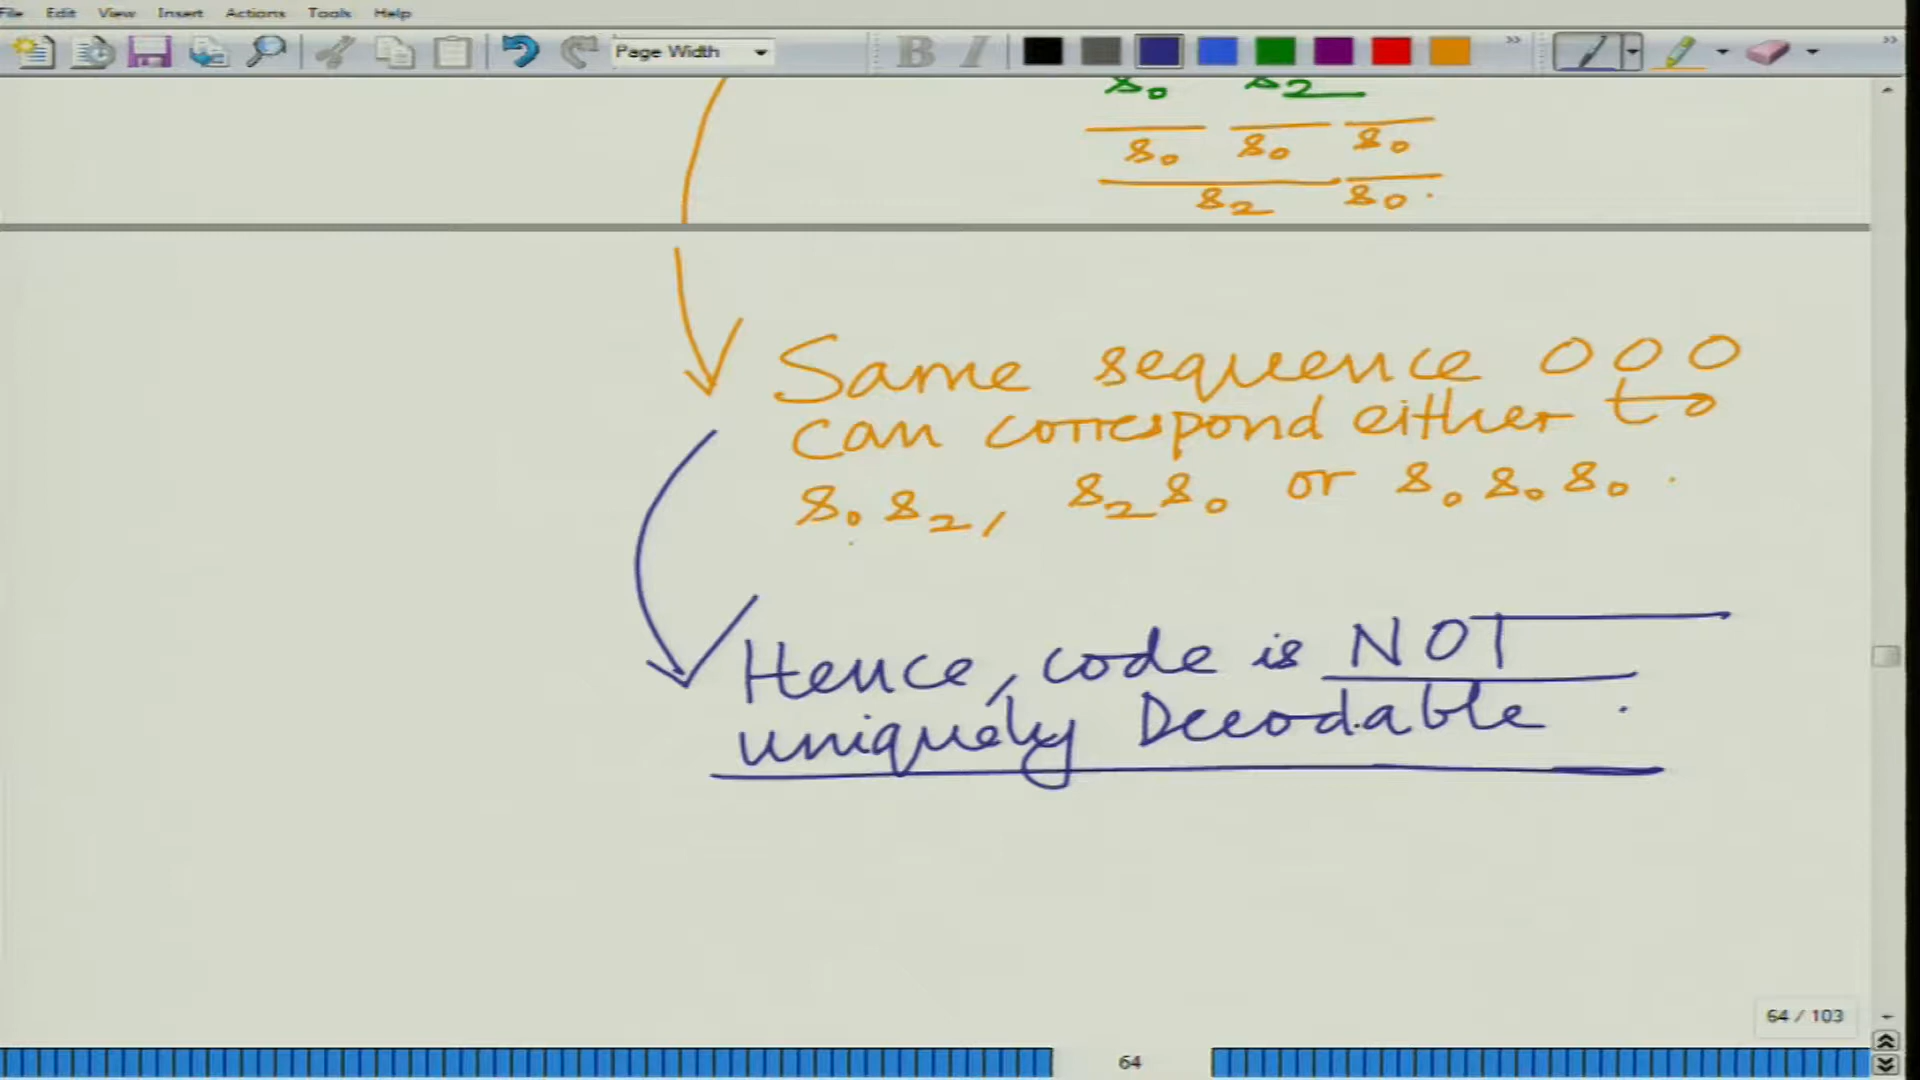 File Edit View Insert Actions Tools Help
Page Width B I
s0 s2
s0 s0 s0
s2 s0.
Same sequence 000
can correspond either to
s0 s2, s2 s0 or s0 s0 s0.
Hence, code is NOT
uniquely Decodable.
64 / 103
64